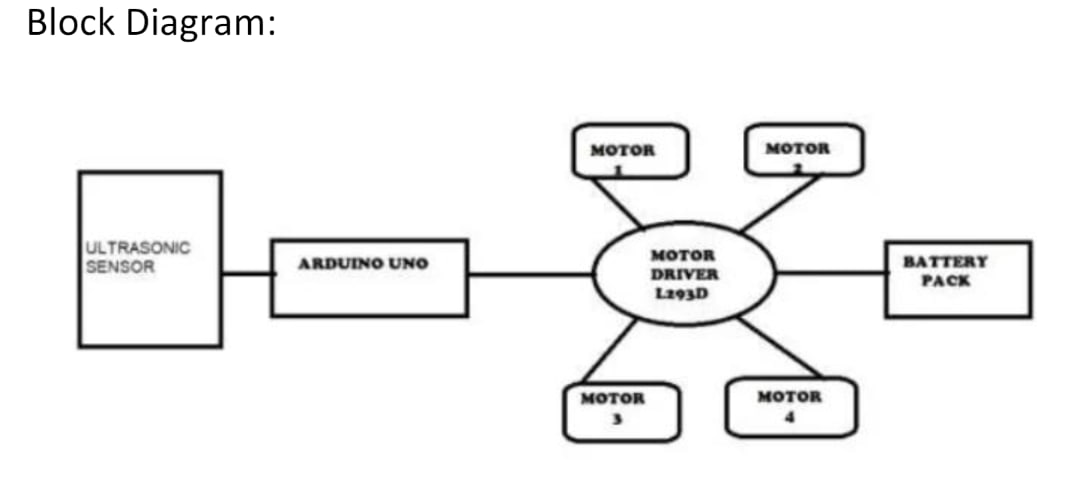 Block Diagram:
MOTOR
1
MOTOR
2
ULTRASONIC
SENSOR
ARDUINO UNO
MOTOR
DRIVER
L293D
BATTERY
PACK
MOTOR
3
MOTOR
4